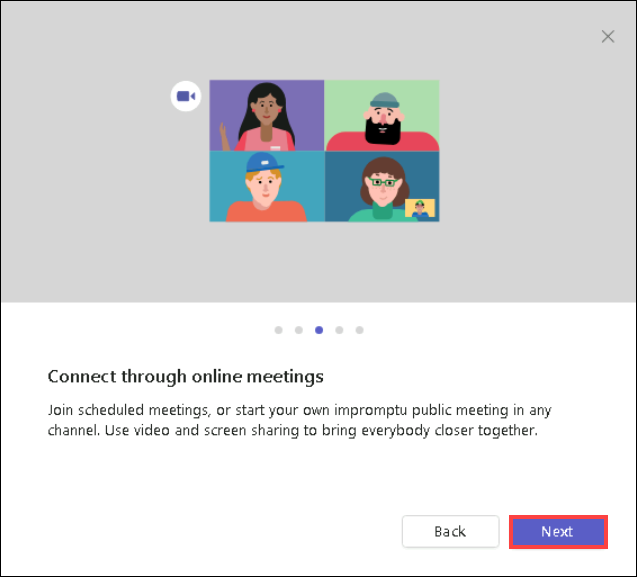 Connect through online meetings
Join scheduled meetings, or start your own impromptu public meeting in any
channel. Use video and screen sharing to bring everybody closer together.
Back
Next